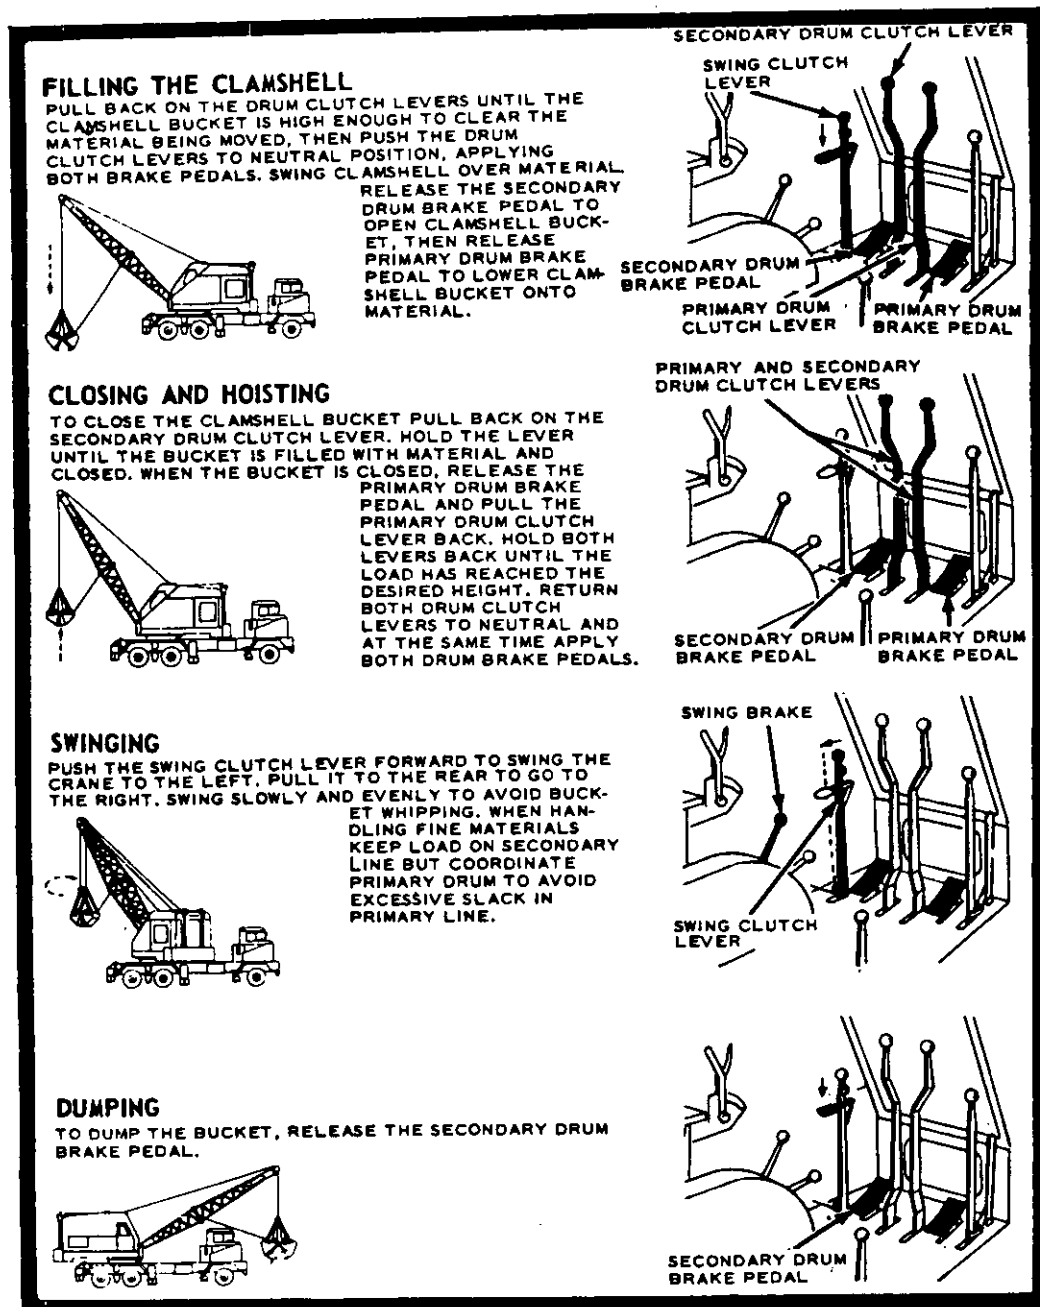 FILLING THE CLAMSHELL
PULL BACK ON THE DRUM CLUTCH LEVERS UNTIL THE
CLAMSHELL BUCKET IS HIGH ENOUGH TO CLEAR THE
MATERIAL BEING MOVED, THEN PUSH THE DRUM
CLUTCH LEVERS TO NEUTRAL POSITION, APPLYING
BOTH BRAKE PEDALS. SWING CLAMSHELL OVER MATERIAL.
RELEASE THE SECONDARY
DRUM BRAKE PEDAL TO
OPEN CLAMSHELL BUCK-
ET, THEN RELEASE
PRIMARY DRUM BRAKE
PEDAL TO LOWER CLAM-
SHELL BUCKET ONTO
MATERIAL.
SECONDARY DRUM CLUTCH LEVER
SWING CLUTCH
LEVER
SECONDARY DRUM
BRAKE PEDAL
PRIMARY DRUM
CLUTCH LEVER
PRIMARY DRUM
BRAKE PEDAL
CLOSING AND HOISTING
TO CLOSE THE CLAMSHELL BUCKET PULL BACK ON THE
SECONDARY DRUM CLUTCH LEVER. HOLD THE LEVER
UNTIL THE BUCKET IS FILLED WITH MATERIAL AND
CLOSED. WHEN THE BUCKET IS CLOSED, RELEASE THE
PRIMARY DRUM BRAKE
PEDAL AND PULL THE
PRIMARY DRUM CLUTCH
LEVER BACK. HOLD BOTH
LEVERS BACK UNTIL THE
LOAD HAS REACHED THE
DESIRED HEIGHT. RETURN
BOTH DRUM CLUTCH
LEVERS TO NEUTRAL AND
AT THE SAME TIME APPLY
BOTH DRUM BRAKE PEDALS.
PRIMARY AND SECONDARY
DRUM CLUTCH LEVERS
SECONDARY DRUM
BRAKE PEDAL
PRIMARY DRUM
BRAKE PEDAL
SWINGING
PUSH THE SWING CLUTCH LEVER FORWARD TO SWING THE
CRANE TO THE LEFT. PULL IT TO THE REAR TO GO TO
THE RIGHT. SWING SLOWLY AND EVENLY TO AVOID BUCK-
ET WHIPPING. WHEN HAN-
DLING FINE MATERIALS
KEEP LOAD ON SECONDARY
LINE BUT COORDINATE
PRIMARY DRUM TO AVOID
EXCESSIVE SLACK IN
PRIMARY LINE.
SWING BRAKE
SWING CLUTCH
LEVER
DUMPING
TO DUMP THE BUCKET, RELEASE THE SECONDARY DRUM
BRAKE PEDAL.
SECONDARY DRUM
BRAKE PEDAL